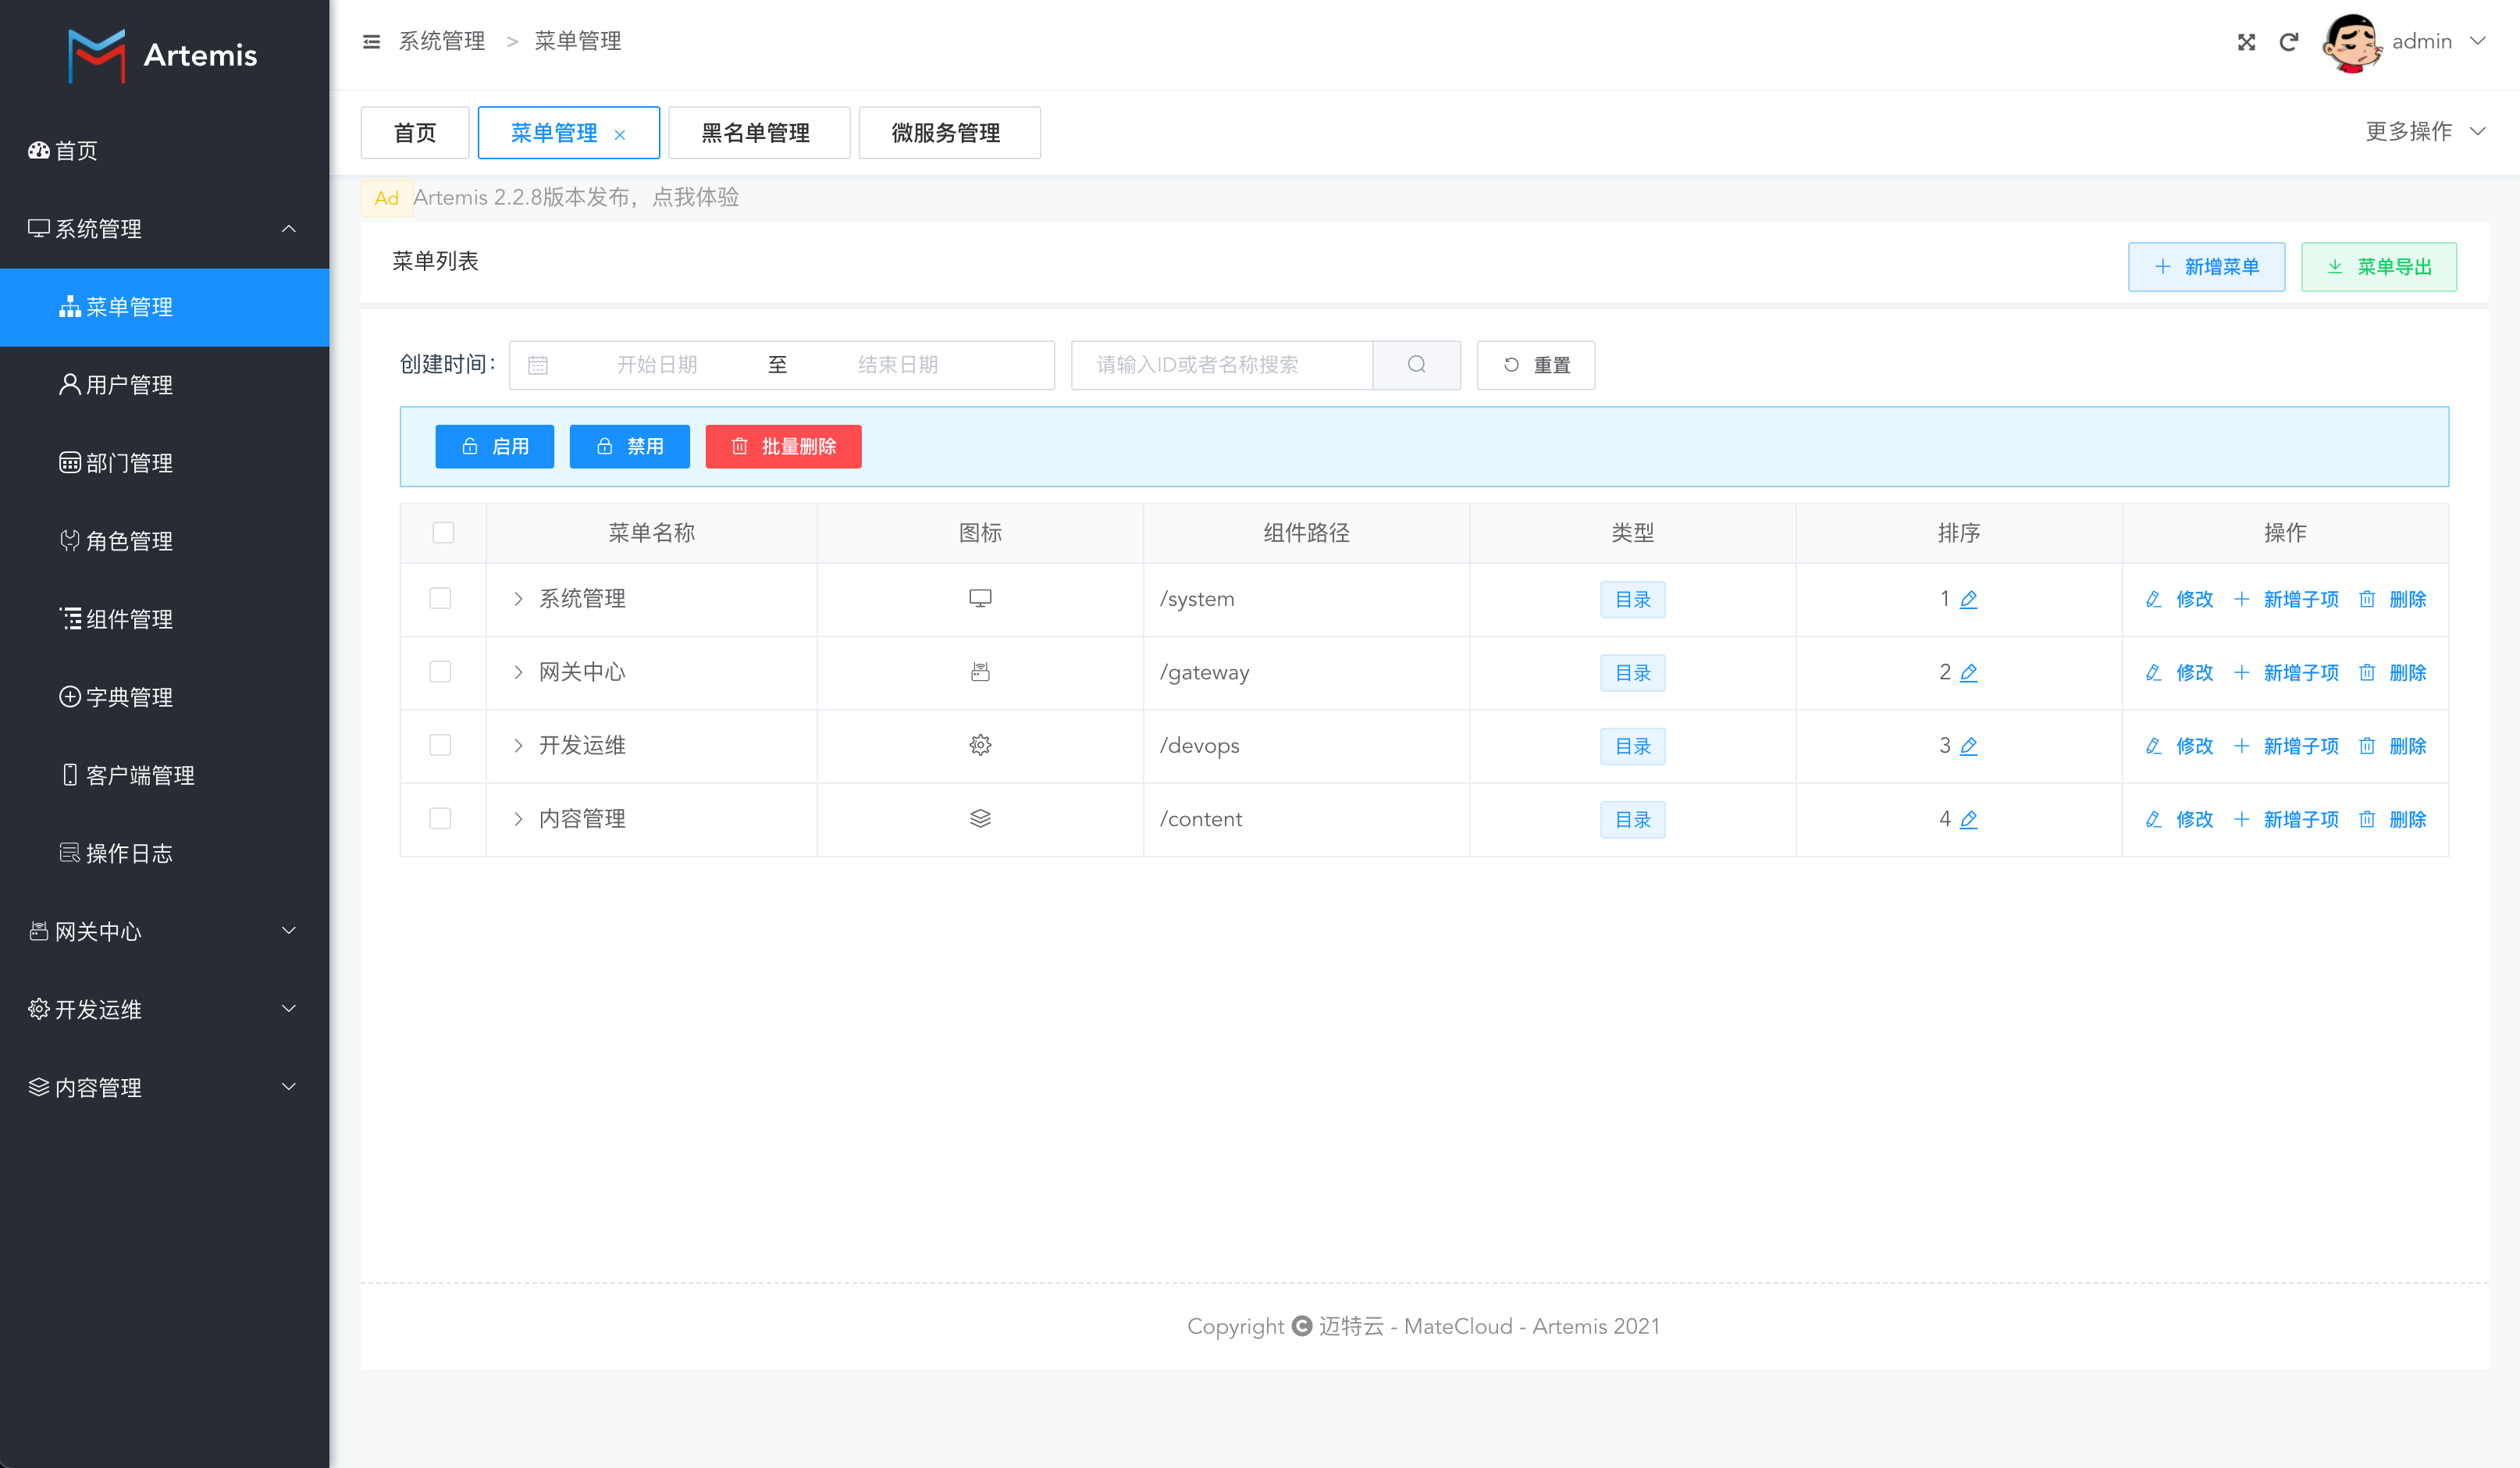 Artemis
首页
系统管理
菜单管理
用户管理
部门管理
角色管理
组件管理
字典管理
客户端管理
操作日志
网关中心
开发运维
内容管理
系统管理 > 菜单管理
admin
首页 菜单管理 × 黑名单管理 微服务管理 更多操作
Ad Artemis 2.2.8版本发布，点我体验
菜单列表 新增菜单 菜单导出
创建时间： 开始日期 至 结束日期 请输入ID或者名称搜索 重置
启用 禁用 批量删除
菜单名称 图标 组件路径 类型 排序 操作
系统管理 /system 目录 1 修改 新增子项 删除
网关中心 /gateway 目录 2 修改 新增子项 删除
开发运维 /devops 目录 3 修改 新增子项 删除
内容管理 /content 目录 4 修改 新增子项 删除
Copyright © 迈特云 - MateCloud - Artemis 2021